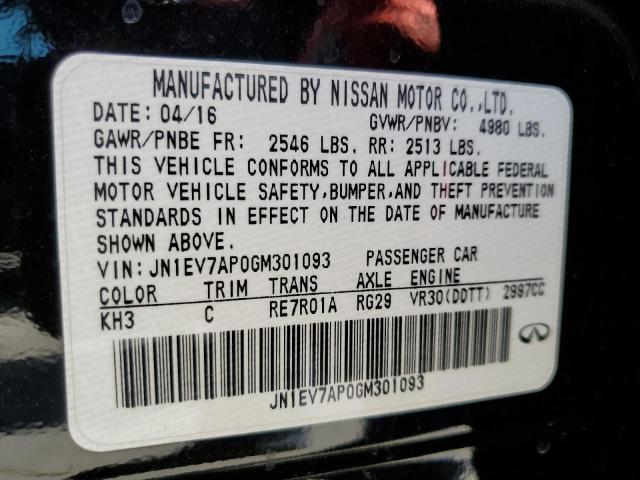 MANUFACTURED BY NISSAN MOTOR CO.,LTD.
DATE: 04/16 GVWR/PNBV: 4980 LBS.
GAWR/PNBE FR: 2546 LBS. RR: 2513 LBS.
THIS VEHICLE CONFORMS TO ALL APPLICABLE FEDERAL
MOTOR VEHICLE SAFETY,BUMPER,AND THEFT PREVENTION
STANDARDS IN EFFECT ON THE DATE OF MANUFACTURE
SHOWN ABOVE.
VIN: JN1EV7AP0GM301093 PASSENGER CAR
COLOR TRIM TRANS AXLE ENGINE
KH3 C RE7R01A RG29 VR30(DDTT) 2997CC
JN1EV7AP0GM301093